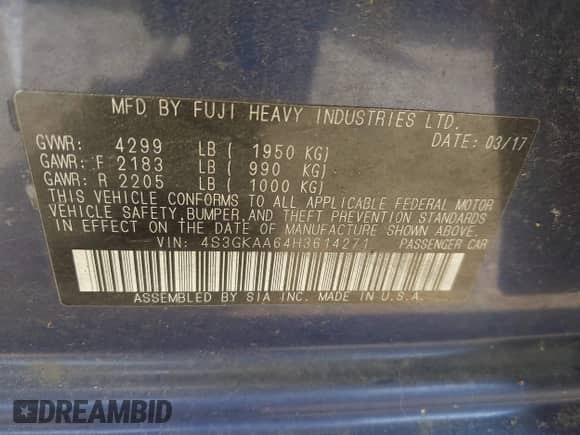 MFD BY FUJI HEAVY INDUSTRIES LTD.
GVWR: 4299 LB ( 1950 KG) DATE: 03/17
GAWR: F 2183 LB ( 990 KG)
GAWR: R 2205 LB ( 1000 KG)
THIS VEHICLE CONFORMS TO ALL APPLICABLE FEDERAL MOTOR
VEHICLE SAFETY, BUMPER, AND THEFT PREVENTION STANDARDS
IN EFFECT ON THE DATE OF MANUFACTURE SHOWN ABOVE.
VIN: 4S3GKAA64H3614271 PASSENGER CAR
ASSEMBLED BY SIA INC. MADE IN U.S.A.
DREAMBID